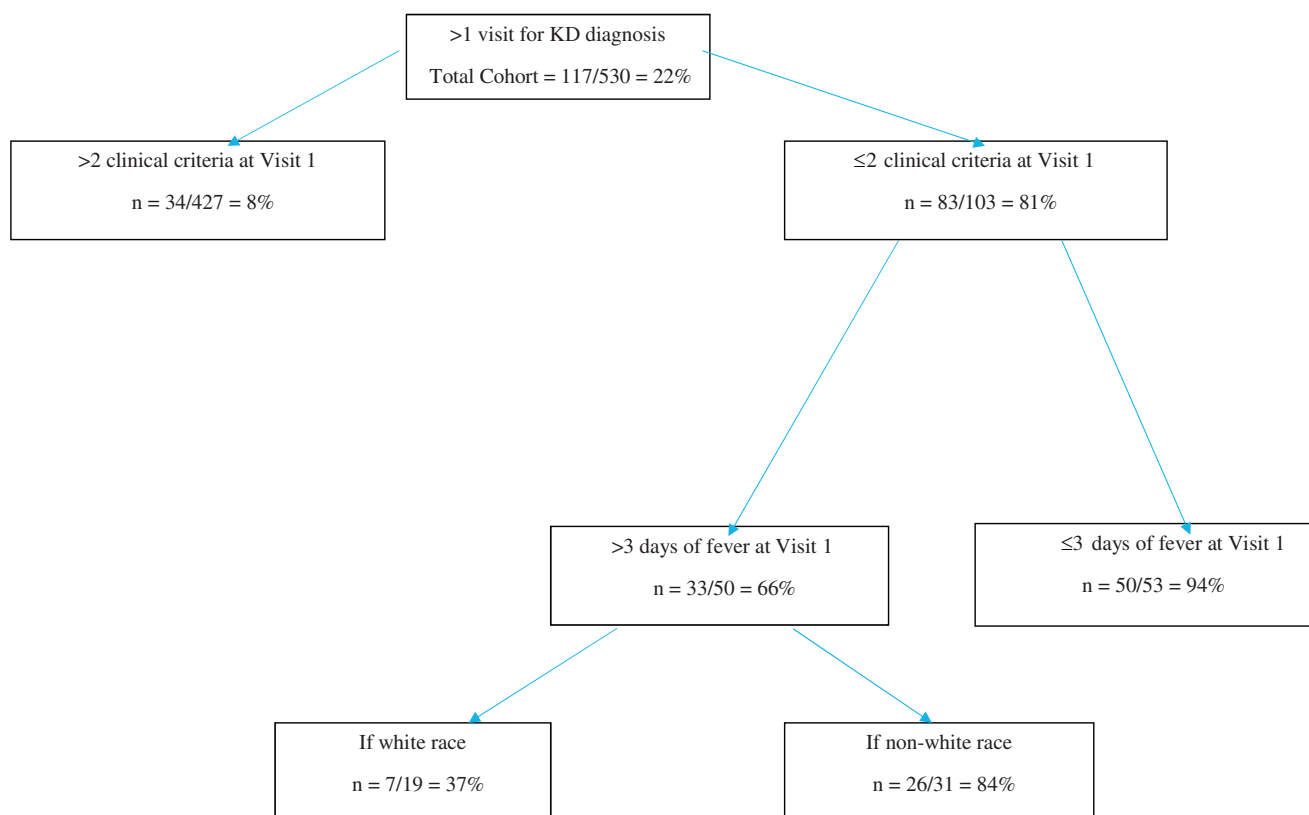 >1 visit for KD diagnosis
Total Cohort = 117/530 = 22%
>2 clinical criteria at Visit 1
n = 34/427 = 8%
≤2 clinical criteria at Visit 1
n = 83/103 = 81%
>3 days of fever at Visit 1
n = 33/50 = 66%
≤3 days of fever at Visit 1
n = 50/53 = 94%
If white race
n = 7/19 = 37%
If non-white race
n = 26/31 = 84%